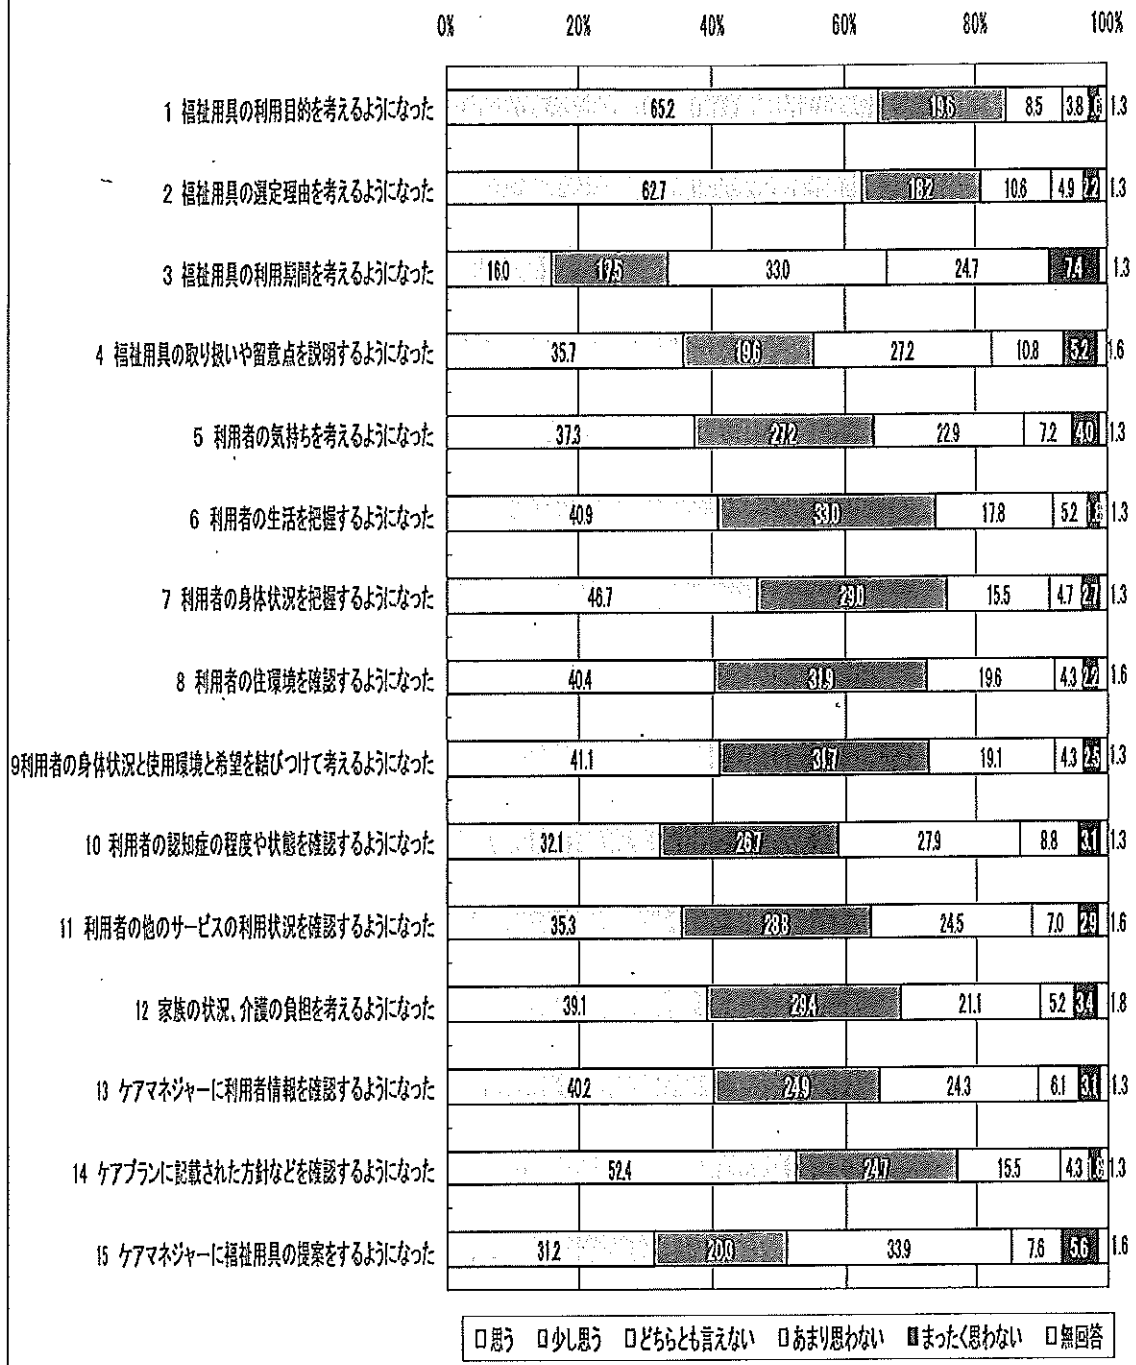 0% 20% 40% 60% 80% 100%
1 福祉用具の利用目的を考えるようになった 65.2 19.6 8.5 3.8 1.3
2 福祉用具の選定理由を考えるようになった 62.7 18.2 10.8 4.9 2.2 1.3
3 福祉用具の利用期間を考えるようになった 16.0 17.5 33.0 24.7 7.4 1.3
4 福祉用具の取り扱いや留意点を説明するようになった 35.7 19.6 27.2 10.8 5.2 1.6
5 利用者の気持ちを考えるようになった 37.3 27.2 22.9 7.2 4.0 1.3
6 利用者の生活を把握するようになった 40.9 33.0 17.8 5.2 1.8 1.3
7 利用者の身体状況を把握するようになった 46.7 29.0 15.5 4.7 2.7 1.3
8 利用者の住環境を確認するようになった 40.4 31.9 19.6 4.3 2.2 1.6
9利用者の身体状況と使用環境と希望を結びつけて考えるようになった 41.1 31.7 19.1 4.3 2.5 1.3
10 利用者の認知症の程度や状態を確認するようになった 32.1 26.7 27.9 8.8 3.1 1.3
11 利用者の他のサービスの利用状況を確認するようになった 35.3 28.8 24.5 7.0 2.9 1.6
12 家族の状況、介護の負担を考えるようになった 39.1 29.4 21.1 5.2 3.4 1.8
13 ケアマネジャーに利用者情報を確認するようになった 40.2 24.9 24.3 6.1 3.1 1.3
14 ケアプランに記載された方針などを確認するようになった 52.4 24.7 15.5 4.3 1.8 1.3
15 ケアマネジャーに福祉用具の提案をするようになった 31.2 20.0 33.9 7.6 5.6 1.6
□思う □少し思う □どちらとも言えない □あまり思わない ■まったく思わない □無回答